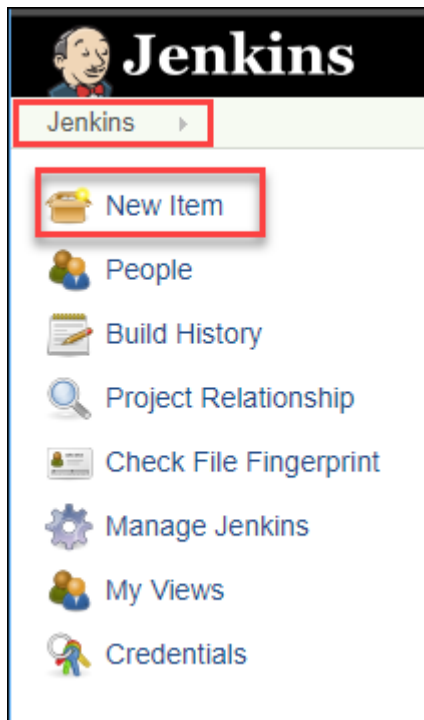 Jenkins
Jenkins
New Item
People
Build History
Project Relationship
Check File Fingerprint
Manage Jenkins
My Views
Credentials